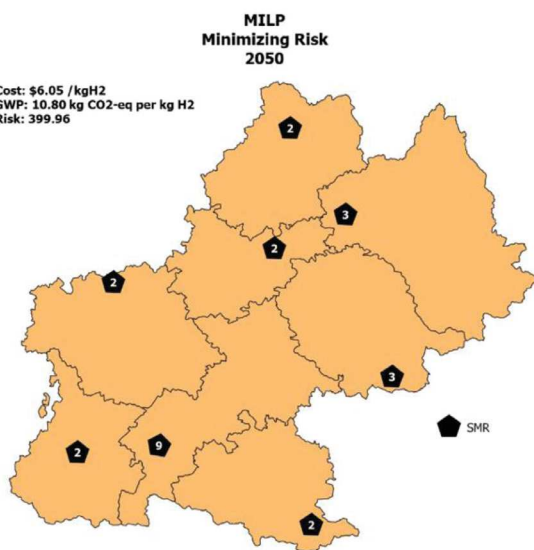 MILP
Minimizing Risk
2050
Cost: $6.05 /kgH2
GWP: 10.80 kg CO2-eq per kg H2
Risk: 399.96
2
3
2
2
3
2
9
2
SMR